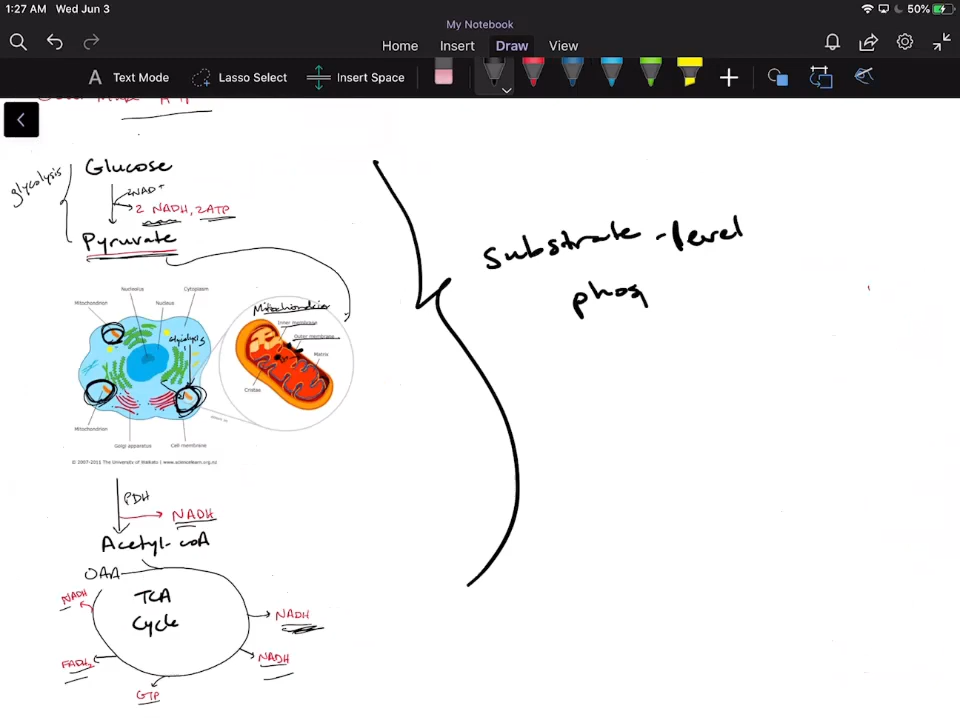 1:27 AM Wed Jun 3
50%
My Notebook
Home Insert Draw View
A Text Mode Lasso Select Insert Space
glycolysis
Glucose
2NAD+
2 NADH, 2ATP
Pyruvate
Substrate-level
phos
Nucleolus
Cytoplasm
Mitochondrion
Nucleus
Mitochondrion
Inner membrane
Outer membrane
Glycolysis
Matrix
Cristae
Mitochondrion
Golgi apparatus
Cell membrane
© 2007-2011 The University of Waikato | www.sciencelearn.org.nz
PDH
NADH
Acetyl-coA
OAA
NADH
TCA
Cycle
NADH
FADH2
NADH
GTP